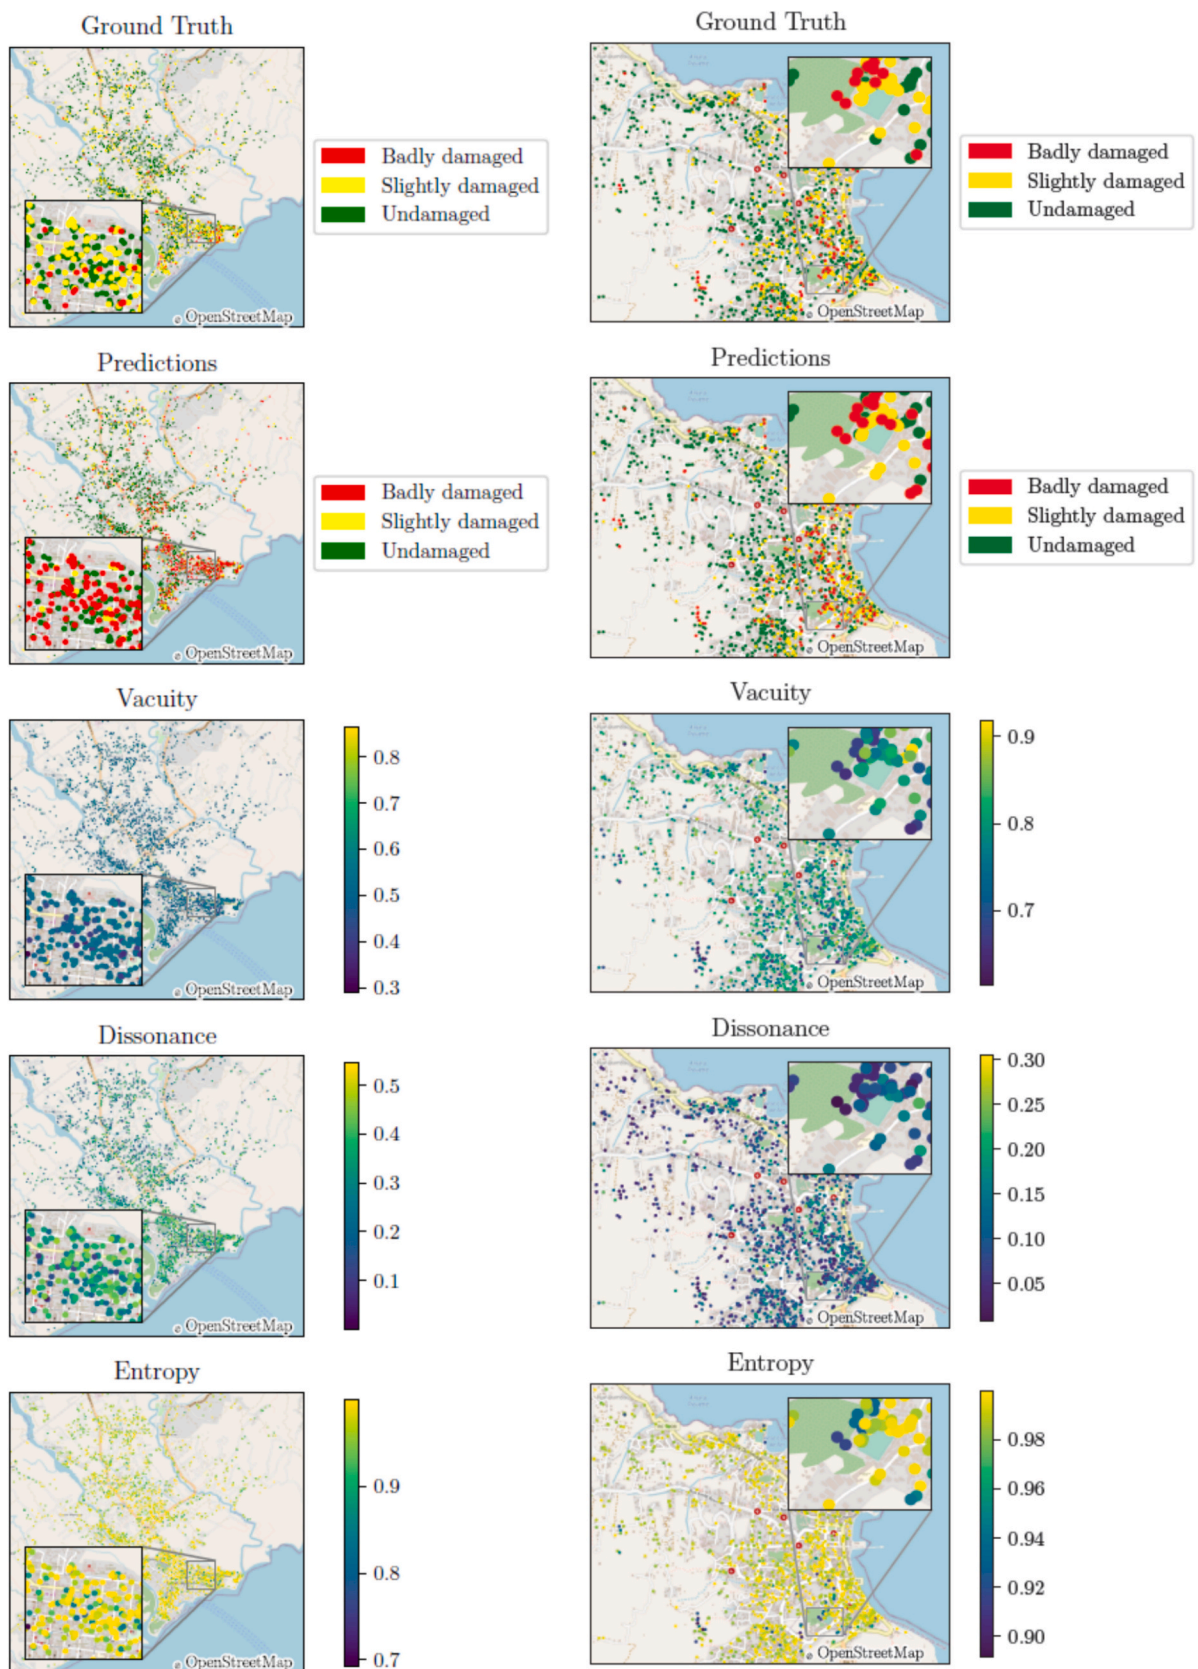 Ground Truth
Badly damaged
Slightly damaged
Undamaged
© OpenStreetMap
Ground Truth
Badly damaged
Slightly damaged
Undamaged
© OpenStreetMap
Predictions
Badly damaged
Slightly damaged
Undamaged
© OpenStreetMap
Predictions
Badly damaged
Slightly damaged
Undamaged
© OpenStreetMap
Vacuity
0.8
0.7
0.6
0.5
0.4
0.3
© OpenStreetMap
Vacuity
0.9
0.8
0.7
© OpenStreetMap
Dissonance
0.5
0.4
0.3
0.2
0.1
© OpenStreetMap
Dissonance
0.30
0.25
0.20
0.15
0.10
0.05
© OpenStreetMap
Entropy
0.9
0.8
0.7
© OpenStreetMap
Entropy
0.98
0.96
0.94
0.92
0.90
© OpenStreetMap